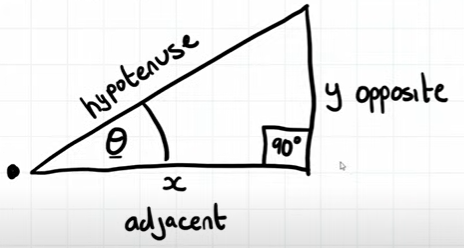 hypotenuse
y opposite
θ
90°
x
adjacent